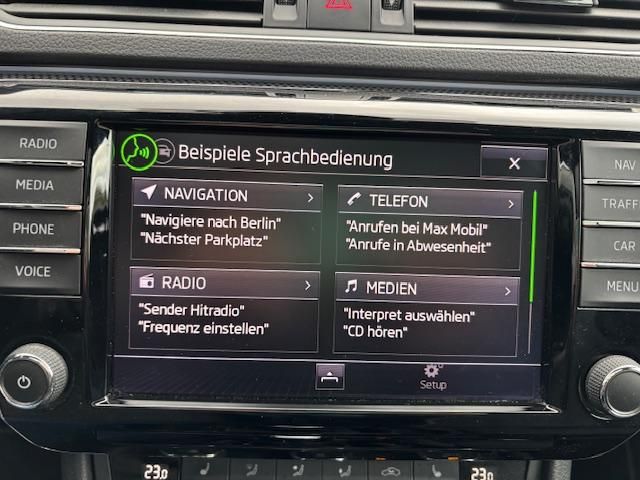 RADIO
MEDIA
PHONE
VOICE
Beispiele Sprachbedienung
X
NAVIGATION
"Navigiere nach Berlin"
"Nächster Parkplatz"
TELEFON
"Anrufen bei Max Mobil"
"Anrufe in Abwesenheit"
RADIO
"Sender Hitradio"
"Frequenz einstellen"
MEDIEN
"Interpret auswählen"
"CD hören"
Setup
NAV
TRAFFI
CAR
MENU
23.0
23.0